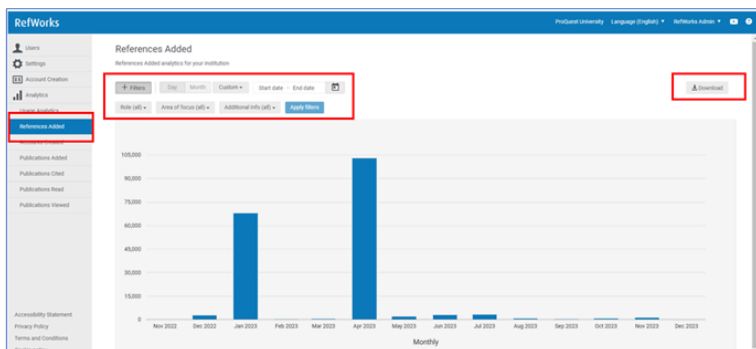 RefWorks
ProQuest University Language (English) RefWorks Admin
Users
Settings
Account Creation
Analytics
Usage Analytics
References Added
Publications Added
Publications Cited
Publications Read
Publications Viewed
Accessibility Statement
Privacy Policy
Terms and Conditions
References Added
References Added analytics for your institution
+ Filters Day Month Custom Start date – End date
Role (all) Area of focus (all) Additional info (all) Apply filters
Download
105,000
90,000
75,000
60,000
45,000
30,000
15,000
0
Nov 2022 Dec 2022 Jan 2023 Feb 2023 Mar 2023 Apr 2023 May 2023 Jun 2023 Jul 2023 Aug 2023 Sep 2023 Oct 2023 Nov 2023 Dec 2023
Monthly